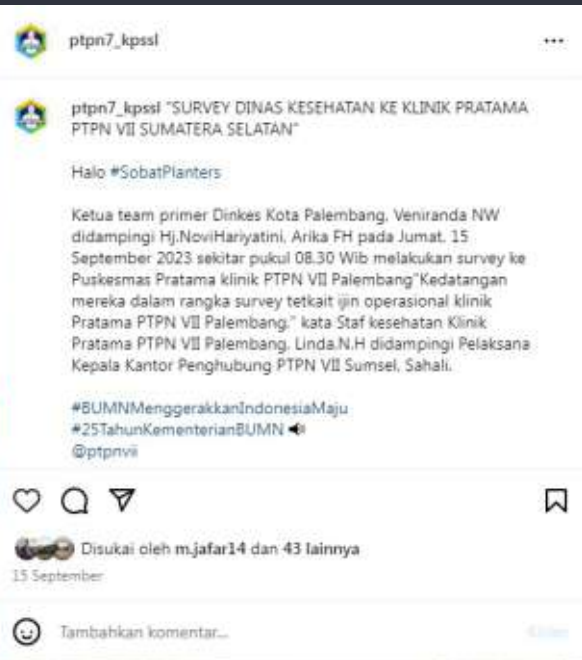 ptpn7_kpssl
ptpn7_kpssl "SURVEY DINAS KESEHATAN KE KLINIK PRATAMA
PTPN VII SUMATERA SELATAN"
Halo #SobatPlanters
Ketua team primer Dinkes Kota Palembang, Veniranda NW
didampingi Hj.NoviHariyatini, Arika FH pada Jumat, 15
September 2023 sekitar pukul 08.30 Wib melakukan survey ke
Puskesmas Pratama klinik PTPN VII Palembang"Kedatangan
mereka dalam rangka survey tetkait ijin operasional klinik
Pratama PTPN VII Palembang," kata Staf kesehatan Klinik
Pratama PTPN VII Palembang, Linda.N.H didampingi Pelaksana
Kepala Kantor Penghubung PTPN VII Sumsel, Sahali.
#BUMNMenggerakkanIndonesiaMaju
#25TahunKementerianBUMN
@ptpnvii
Disukai oleh m.jafar14 dan 43 lainnya
15 September
Tambahkan komentar...